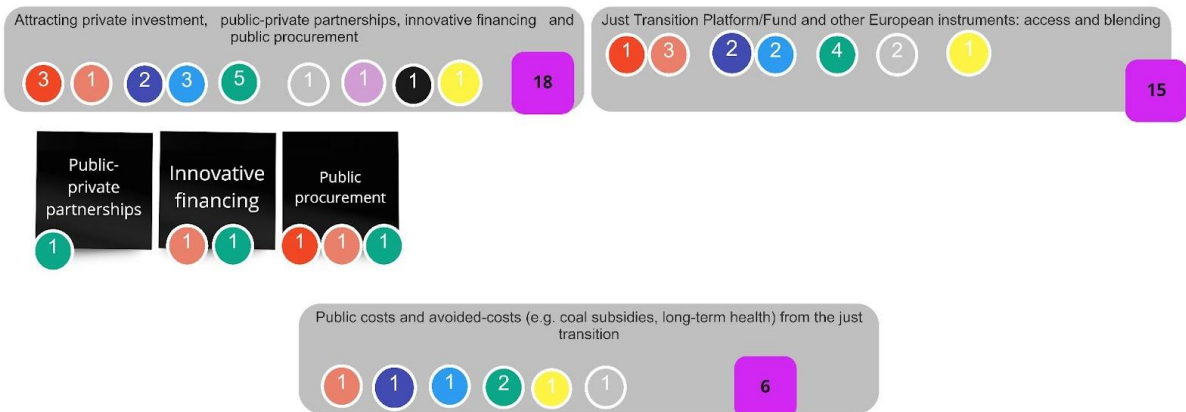 Attracting private investment, public-private partnerships, innovative financing and
public procurement
3 1 2 3 5 1 1 1 1 18
Just Transition Platform/Fund and other European instruments: access and blending
1 3 2 2 4 2 1
15
Public-
private
partnerships
1
Innovative
financing
1 1
Public
procurement
1 1 1
Public costs and avoided-costs (e.g. coal subsidies, long-term health) from the just
transition
1 1 1 2 1 1 6